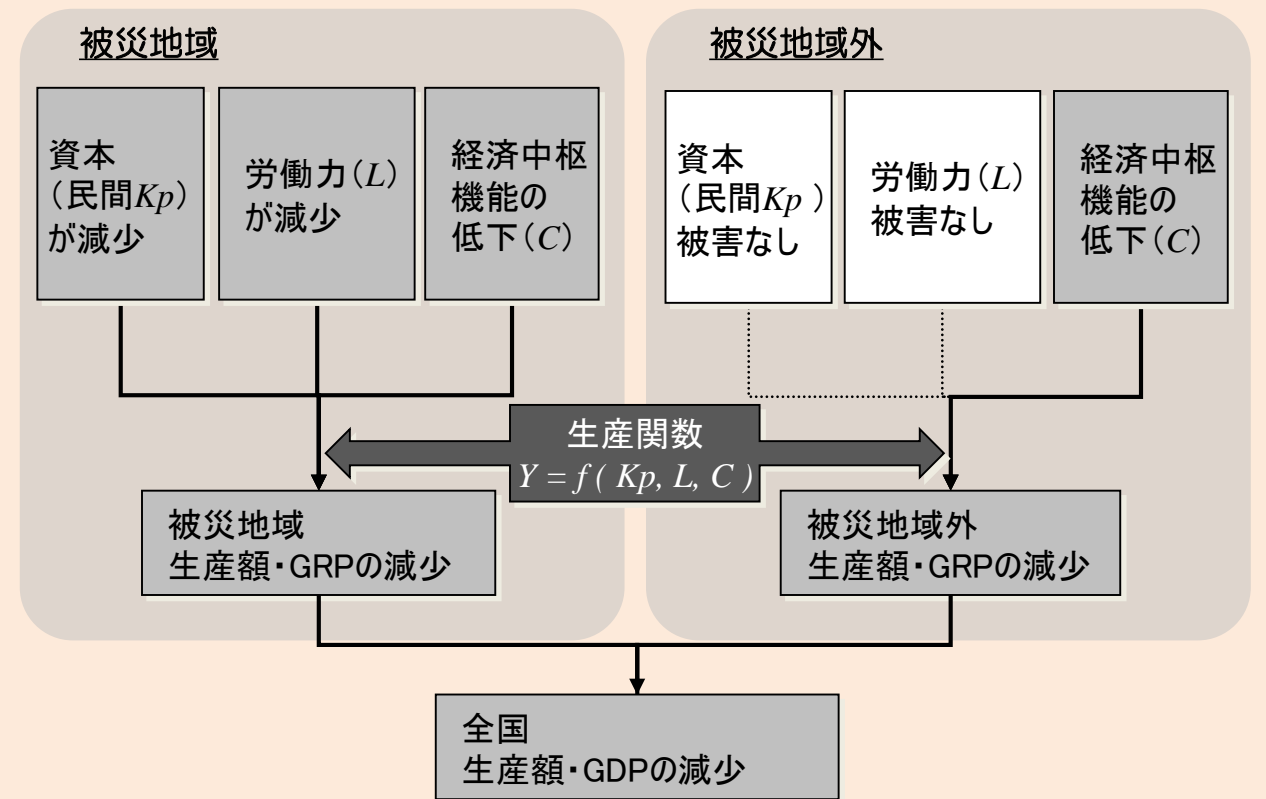 被災地域
資本
（民間Kp）
が減少
労働力（L）
が減少
経済中枢
機能の
低下（C）
被災地域外
資本
（民間Kp ）
被害なし
労働力（L）
被害なし
経済中枢
機能の
低下（C）
生産関数
Y = f ( Kp, L, C )
被災地域
生産額・GRPの減少
被災地域外
生産額・GRPの減少
全国
生産額・GDPの減少